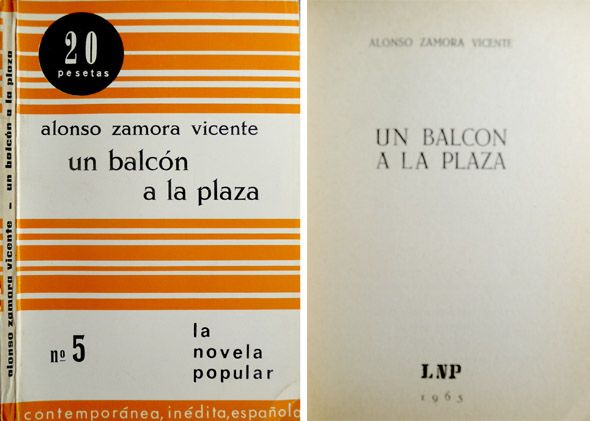 alonso zamora vicente – un balcón a la plaza
20
pesetas
alonso zamora vicente
un balcón
a la plaza
nº 5
la
novela
popular
contemporánea, inédita, española
ALONSO ZAMORA VICENTE
UN BALCON
A LA PLAZA
LNP
1965